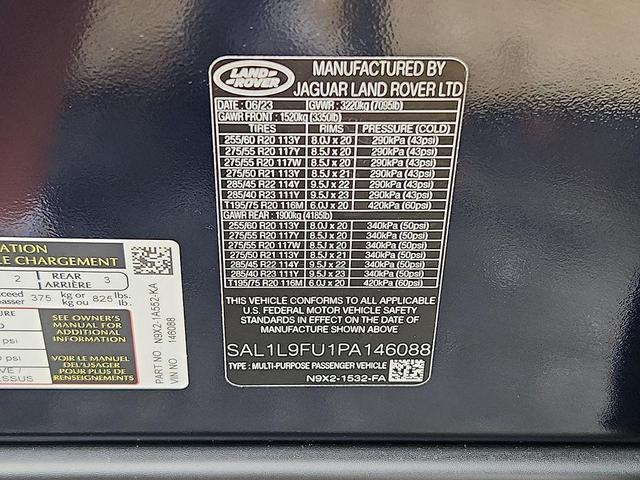 LAND
ROVER
MANUFACTURED BY
JAGUAR LAND ROVER LTD
DATE : 06/23 GVWR : 3220kg (7095lb)
GAWR FRONT : 1520kg (3350lb)
TIRES RIMS PRESSURE (COLD)
255/60 R20 113Y 8.0J x 20 290kPa (43psi)
275/55 R20 117Y 8.5J x 20 290kPa (43psi)
275/55 R20 117W 8.5J x 20 290kPa (43psi)
275/50 R21 113Y 8.5J x 21 290kPa (43psi)
285/45 R22 114Y 9.5J x 22 290kPa (43psi)
285/40 R23 111Y 9.5J x 23 290kPa (43psi)
T195/75 R20 116M 6.0J x 20 420kPa (60psi)
GAWR REAR : 1900kg (4185lb)
255/60 R20 113Y 8.0J x 20 340kPa (50psi)
275/55 R20 117Y 8.5J x 20 340kPa (50psi)
275/55 R20 117W 8.5J x 20 340kPa (50psi)
275/50 R21 113Y 8.5J x 21 340kPa (50psi)
285/45 R22 114Y 9.5J x 22 340kPa (50psi)
285/40 R23 111Y 9.5J x 23 340kPa (50psi)
T195/75 R20 116M 6.0J x 20 420kPa (60psi)
THIS VEHICLE CONFORMS TO ALL APPLICABLE
U.S. FEDERAL MOTOR VEHICLE SAFETY
STANDARDS IN EFFECT ON THE DATE OF
MANUFACTURE SHOWN ABOVE
SAL1L9FU1PA146088
TYPE : MULTI-PURPOSE PASSENGER VEHICLE
N9X2-1532-FA
ATION
E CHARGEMENT
2 REAR 3
ARRIÈRE
xceed 375 kg or 825 lbs.
passer kg ou lb.
SEE OWNER'S
MANUAL FOR
ADDITIONAL
INFORMATION
VOIR LE MANUEL
DEL'USAGER
POUR PLUS DE
RENSEIGNEMENTS
PART NO N9X2-1A552-KA
VIN NO 146088